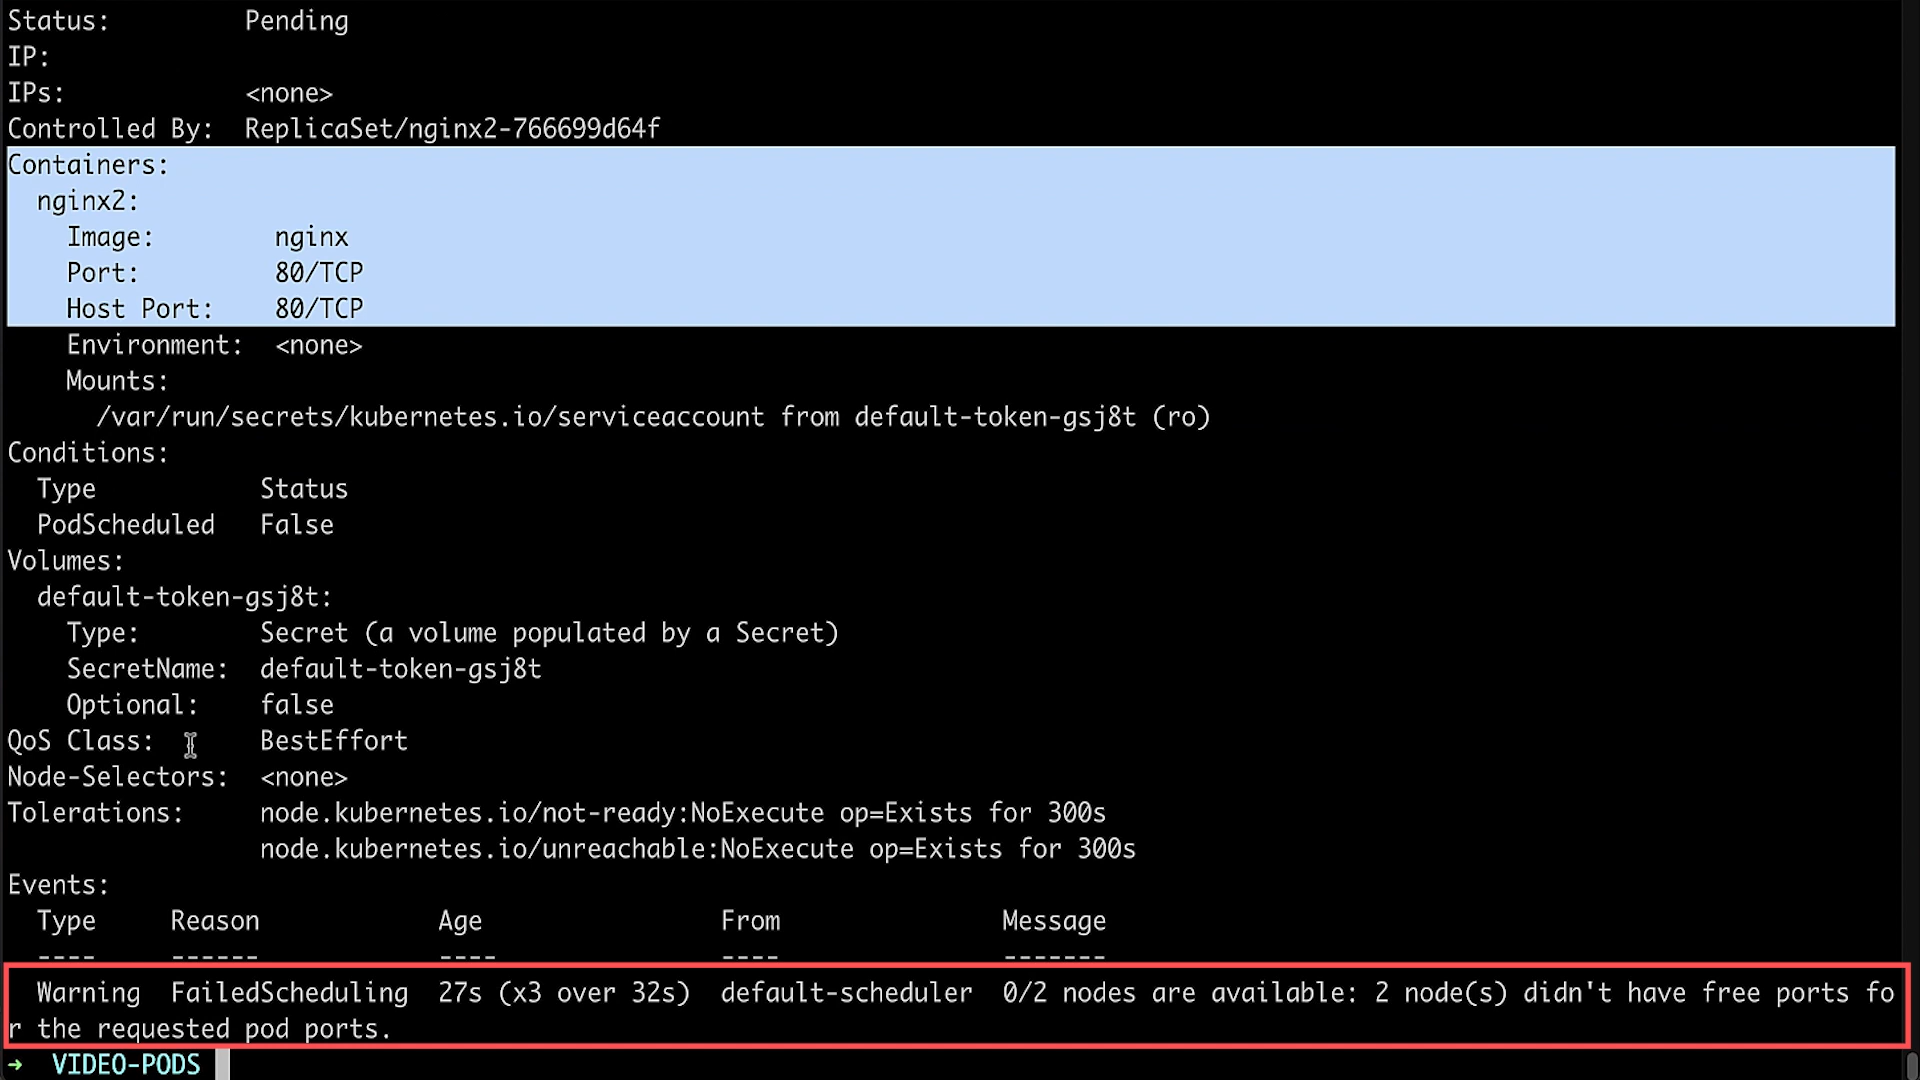 Status:         Pending
IP:
IPs:            <none>
Controlled By:  ReplicaSet/nginx2-766699d64f
Containers:
  nginx2:
    Image:        nginx
    Port:         80/TCP
    Host Port:    80/TCP
    Environment:  <none>
    Mounts:
      /var/run/secrets/kubernetes.io/serviceaccount from default-token-gsj8t (ro)
Conditions:
  Type           Status
  PodScheduled   False
Volumes:
  default-token-gsj8t:
    Type:        Secret (a volume populated by a Secret)
    SecretName:  default-token-gsj8t
    Optional:    false
QoS Class:       BestEffort
Node-Selectors:  <none>
Tolerations:     node.kubernetes.io/not-ready:NoExecute op=Exists for 300s
                 node.kubernetes.io/unreachable:NoExecute op=Exists for 300s
Events:
  Type     Reason            Age                From               Message
  ----     ------            ----               ----               -------
  Warning  FailedScheduling  27s (x3 over 32s)  default-scheduler  0/2 nodes are available: 2 node(s) didn't have free ports fo
r the requested pod ports.
→  VIDEO-PODS